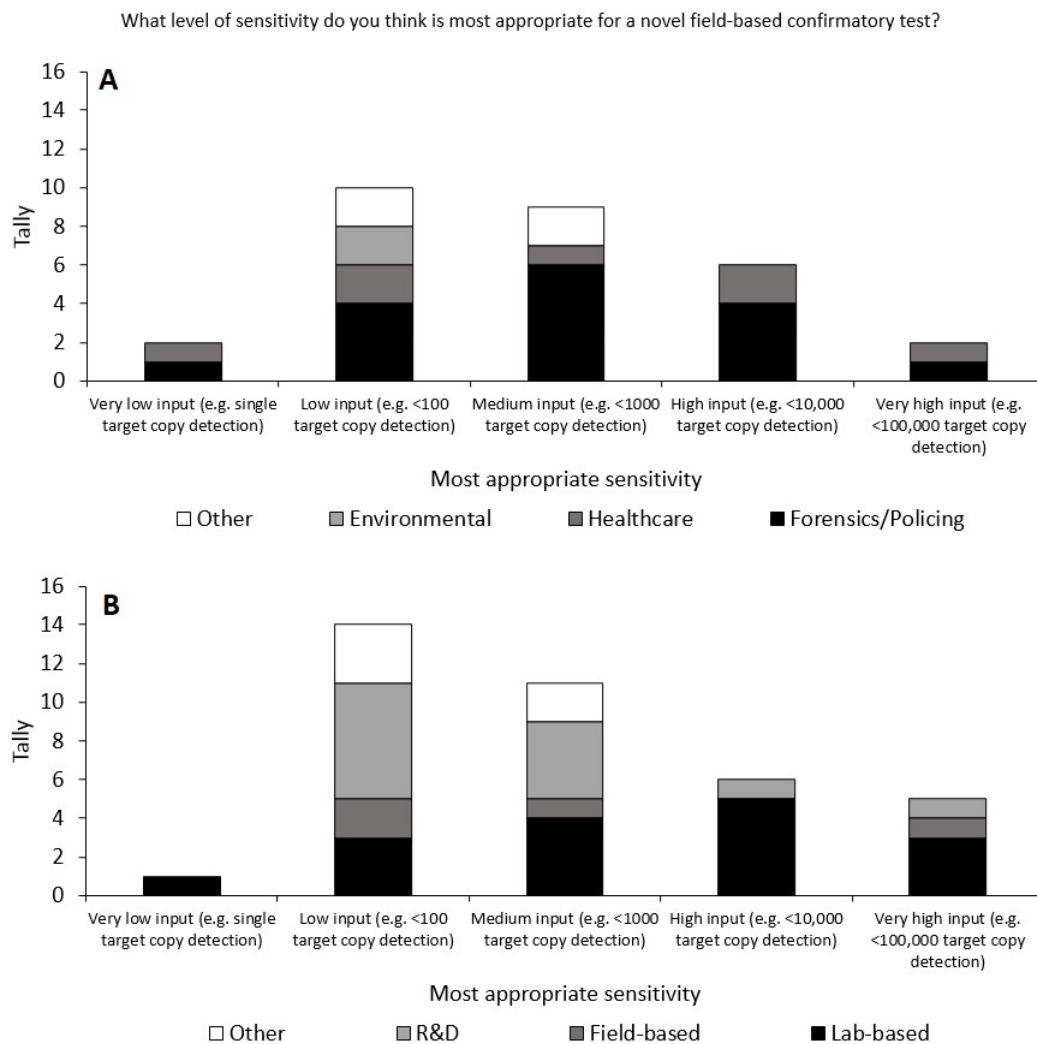 What level of sensitivity do you think is most appropriate for a novel field-based confirmatory test?
A
16
14
12
10
8
6
4
2
0
Tally
Very low input (e.g. single
target copy detection)
Low input (e.g. <100
target copy detection)
Medium input (e.g. <1000
target copy detection)
High input (e.g. <10,000
target copy detection)
Very high input (e.g.
<100,000 target copy
detection)
Most appropriate sensitivity
Other
Environmental
Healthcare
Forensics/Policing
B
16
14
12
10
8
6
4
2
0
Tally
Very low input (e.g. single
target copy detection)
Low input (e.g. <100
target copy detection)
Medium input (e.g. <1000
target copy detection)
High input (e.g. <10,000
target copy detection)
Very high input (e.g.
<100,000 target copy
detection)
Most appropriate sensitivity
Other
R&D
Field-based
Lab-based